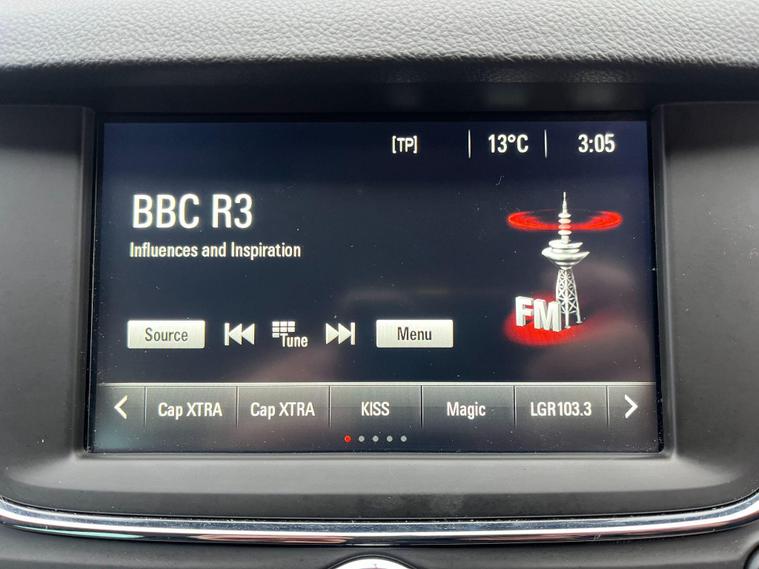 [TP] 13°C 3:05
BBC R3
Influences and Inspiration
FM
Source Tune Menu
Cap XTRA Cap XTRA KISS Magic LGR103.3